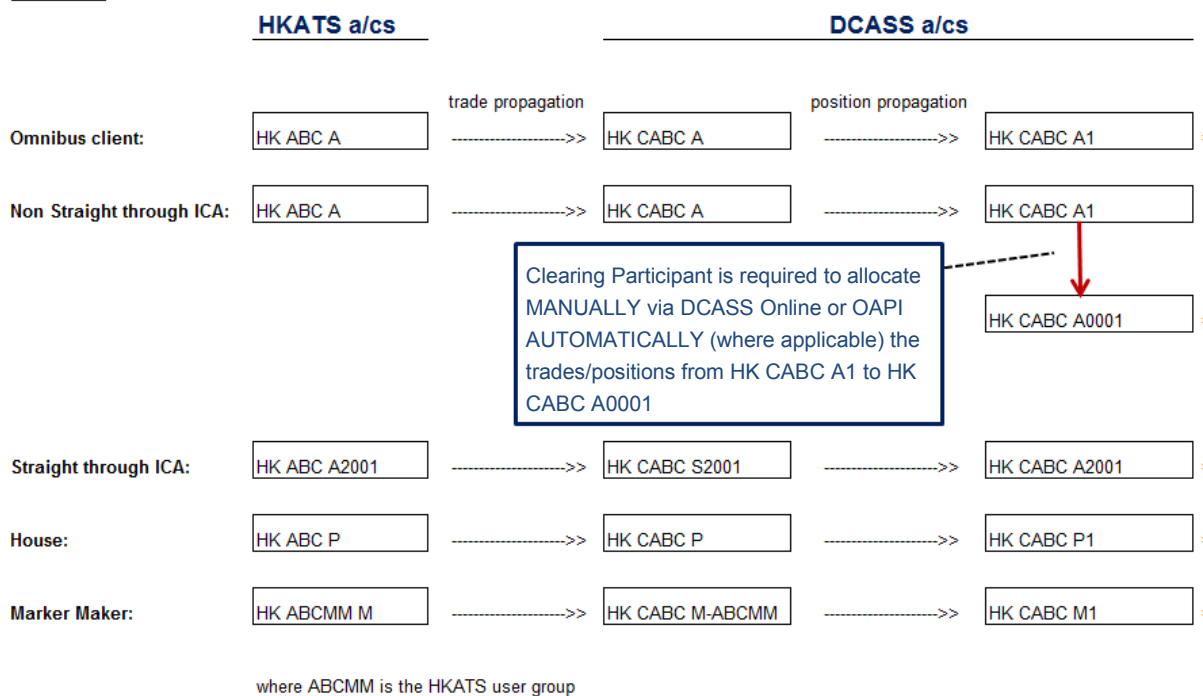 HKATS a/cs DCASS a/cs
trade propagation position propagation
Omnibus client: HK ABC A --------------------->> HK CABC A --------------------->> HK CABC A1
Non Straight through ICA: HK ABC A --------------------->> HK CABC A --------------------->> HK CABC A1
Clearing Participant is required to allocate
MANUALLY via DCASS Online or OAPI
AUTOMATICALLY (where applicable) the
trades/positions from HK CABC A1 to HK
CABC A0001
HK CABC A0001
Straight through ICA: HK ABC A2001 --------------------->> HK CABC S2001 --------------------->> HK CABC A2001
House: HK ABC P --------------------->> HK CABC P --------------------->> HK CABC P1
Marker Maker: HK ABCMM M --------------------->> HK CABC M-ABCMM --------------------->> HK CABC M1
where ABCMM is the HKATS user group